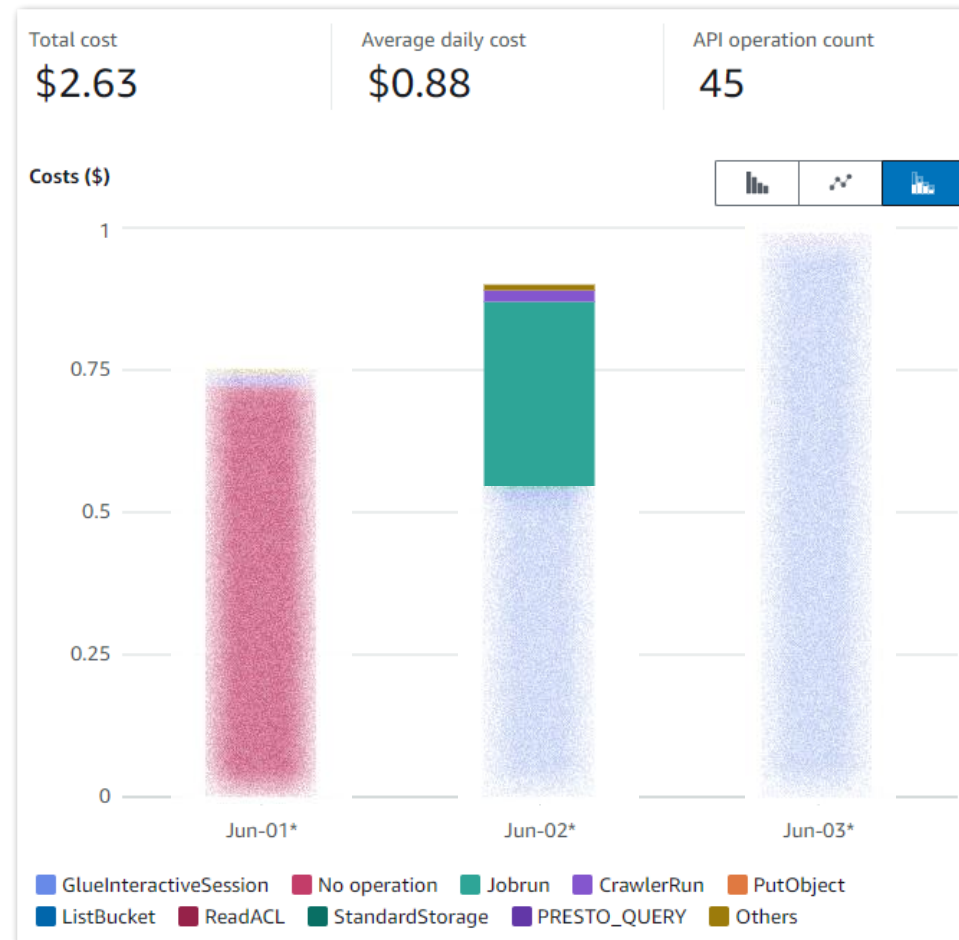 Total cost Average daily cost API operation count
$2.63 $0.88 45
Costs ($)
1
0.75
0.5
0.25
0
Jun-01* Jun-02* Jun-03*
GlueInteractiveSession No operation Jobrun CrawlerRun PutObject
ListBucket ReadACL StandardStorage PRESTO_QUERY Others